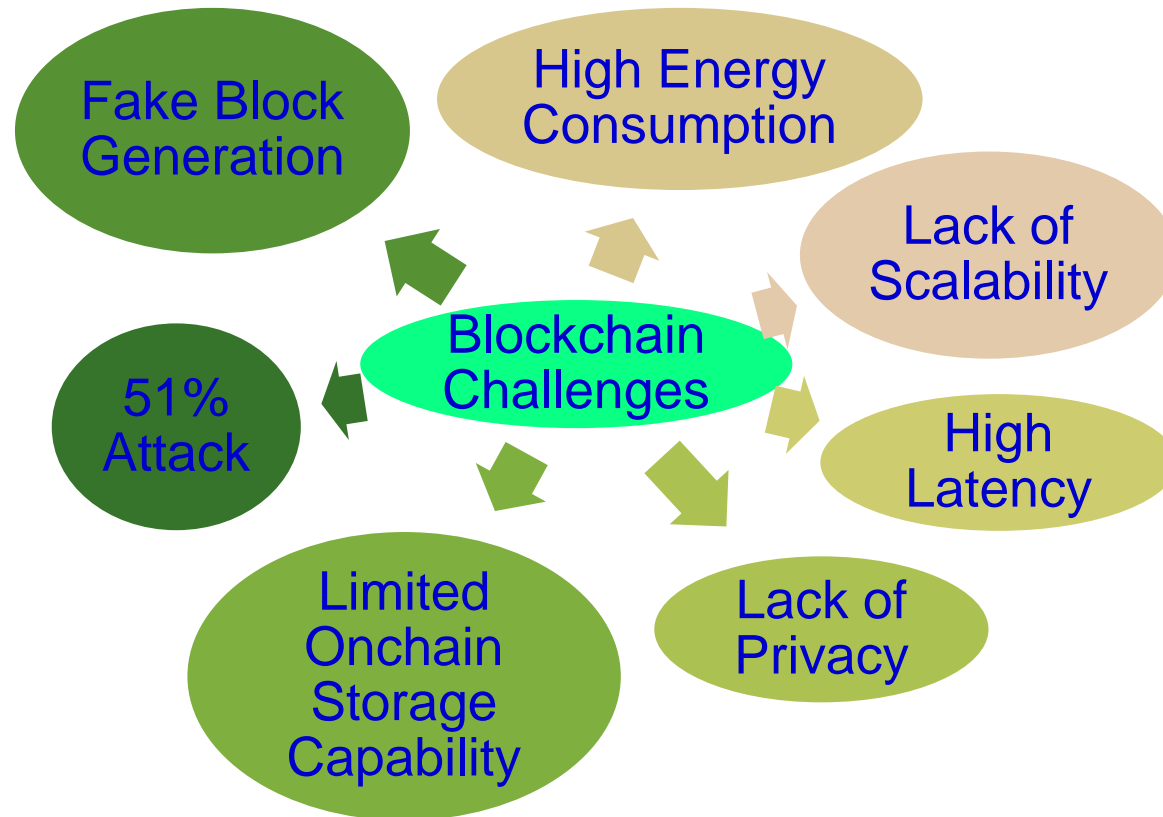 Fake Block
Generation
High Energy
Consumption
Lack of
Scalability
Blockchain
Challenges
51%
Attack
High
Latency
Limited
Onchain
Storage
Capability
Lack of
Privacy